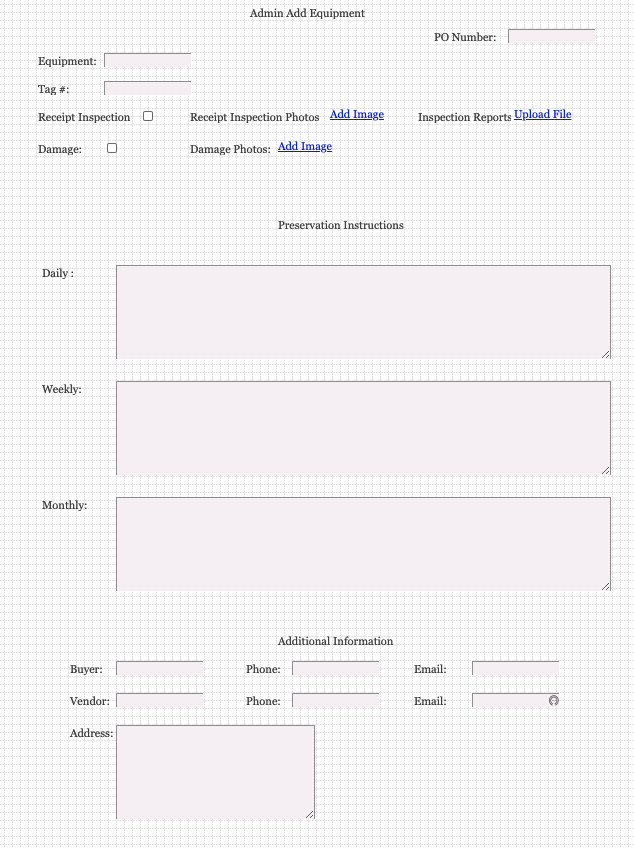 Admin Add Equipment
PO Number:
Equipment:
Tag #:
Receipt Inspection Receipt Inspection Photos Add Image Inspection Reports Upload File
Damage: Damage Photos: Add Image
Preservation Instructions
Daily :
Weekly:
Monthly:
Additional Information
Buyer: Phone: Email:
Vendor: Phone: Email:
Address: